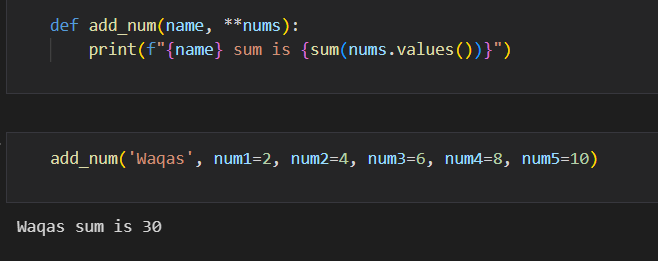 def add_num(name, **nums):
    print(f"{name} sum is {sum(nums.values())}")
add_num('Waqas', num1=2, num2=4, num3=6, num4=8, num5=10)
Waqas sum is 30